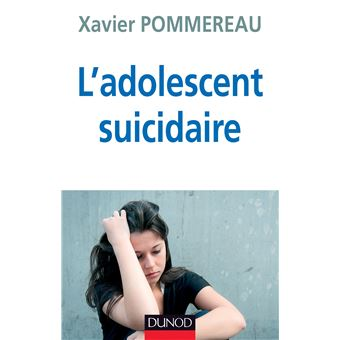 Xavier POMMEREAU
L'adolescent
suicidaire
DUNOD